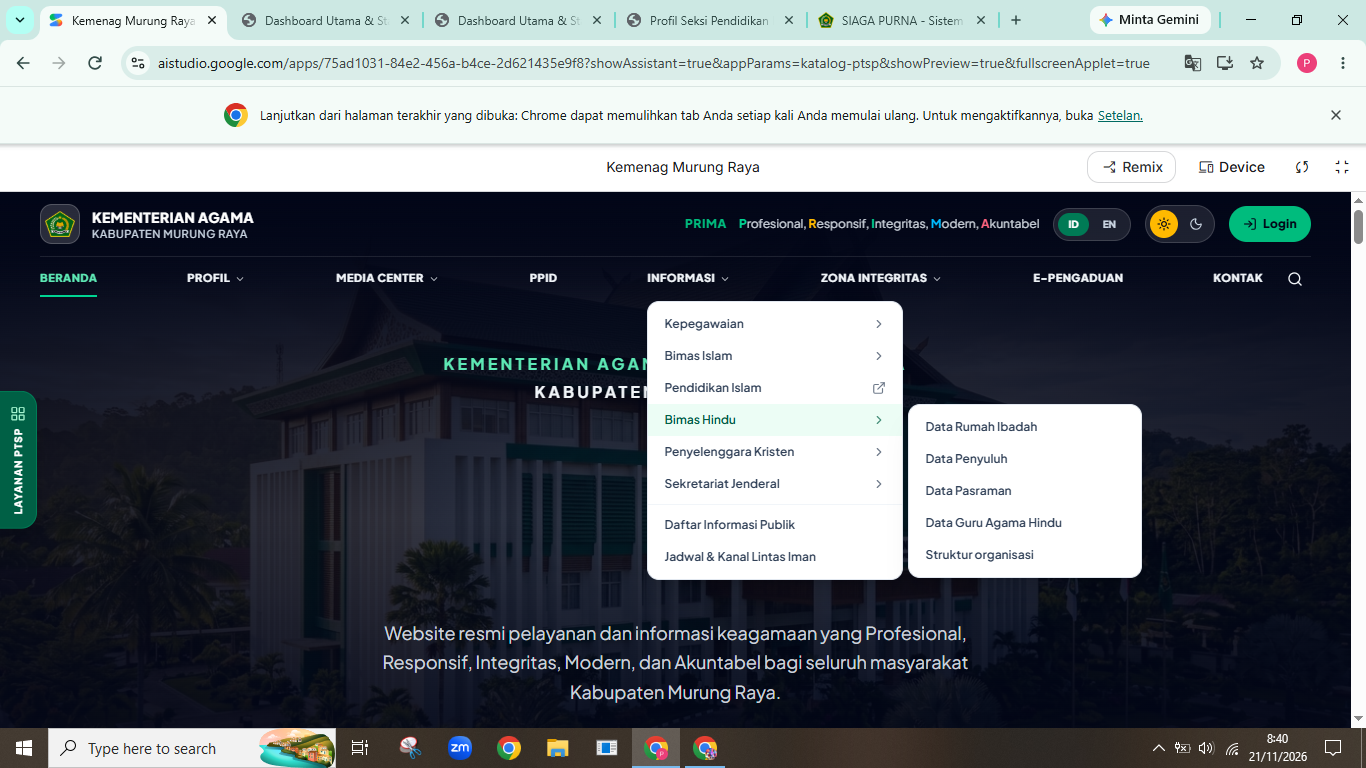 Kemenag Murung Raya
Dashboard Utama & St
Dashboard Utama & St
Profil Seksi Pendidikan
SIAGA PURNA - Sistem
Minta Gemini
aistudio.google.com/apps/75ad1031-84e2-456a-b4ce-2d621435e9f8?showAssistant=true&appParams=katalog-ptsp&showPreview=true&fullscreenApplet=true
P
Lanjutkan dari halaman terakhir yang dibuka: Chrome dapat memulihkan tab Anda setiap kali Anda memulai ulang. Untuk mengaktifkannya, buka Setelan.
Kemenag Murung Raya
Remix
Device
KEMENTERIAN AGAMA
KABUPATEN MURUNG RAYA
PRIMA Profesional, Responsif, Integritas, Modern, Akuntabel
ID EN
Login
BERANDA PROFIL MEDIA CENTER PPID INFORMASI ZONA INTEGRITAS E-PENGADUAN KONTAK
Kepegawaian
Bimas Islam
Pendidikan Islam
Bimas Hindu
Penyelenggara Kristen
Sekretariat Jenderal
Daftar Informasi Publik
Jadwal & Kanal Lintas Iman
Data Rumah Ibadah
Data Penyuluh
Data Pasraman
Data Guru Agama Hindu
Struktur organisasi
KEMENTERIAN AGAM
KABUPATEN
LAYANAN PTSP
Website resmi pelayanan dan informasi keagamaan yang Profesional,
Responsif, Integritas, Modern, dan Akuntabel bagi seluruh masyarakat
Kabupaten Murung Raya.
Type here to search
zm
8:40
21/11/2026